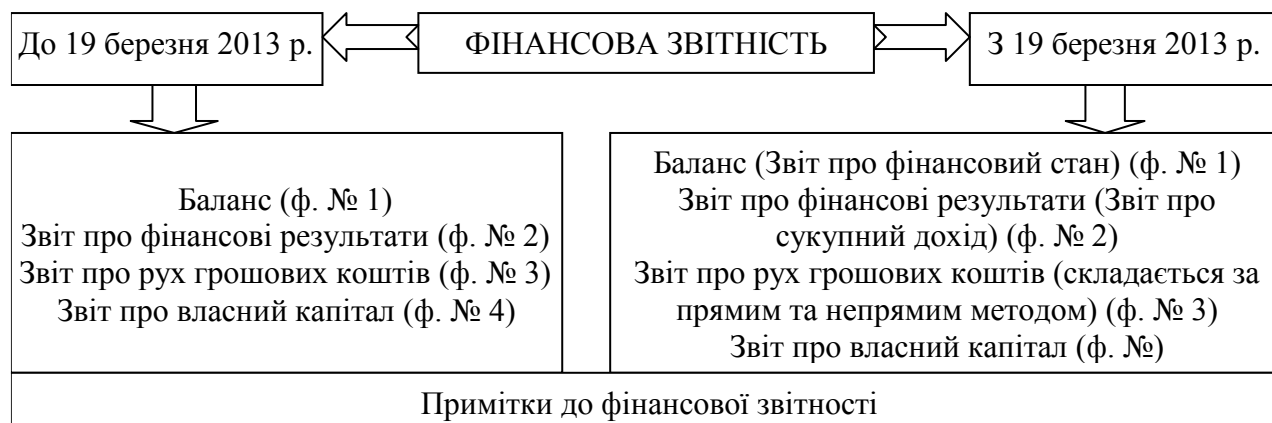 До 19 березня 2013 р.
ФІНАНСОВА ЗВІТНІСТЬ
З 19 березня 2013 р.
Баланс (ф. № 1)
Звіт про фінансові результати (ф. № 2)
Звіт про рух грошових коштів (ф. № 3)
Звіт про власний капітал (ф. № 4)
Баланс (Звіт про фінансовий стан) (ф. № 1)
Звіт про фінансові результати (Звіт про
сукупний дохід) (ф. № 2)
Звіт про рух грошових коштів (складається за
прямим та непрямим методом) (ф. № 3)
Звіт про власний капітал (ф. №)
Примітки до фінансової звітності